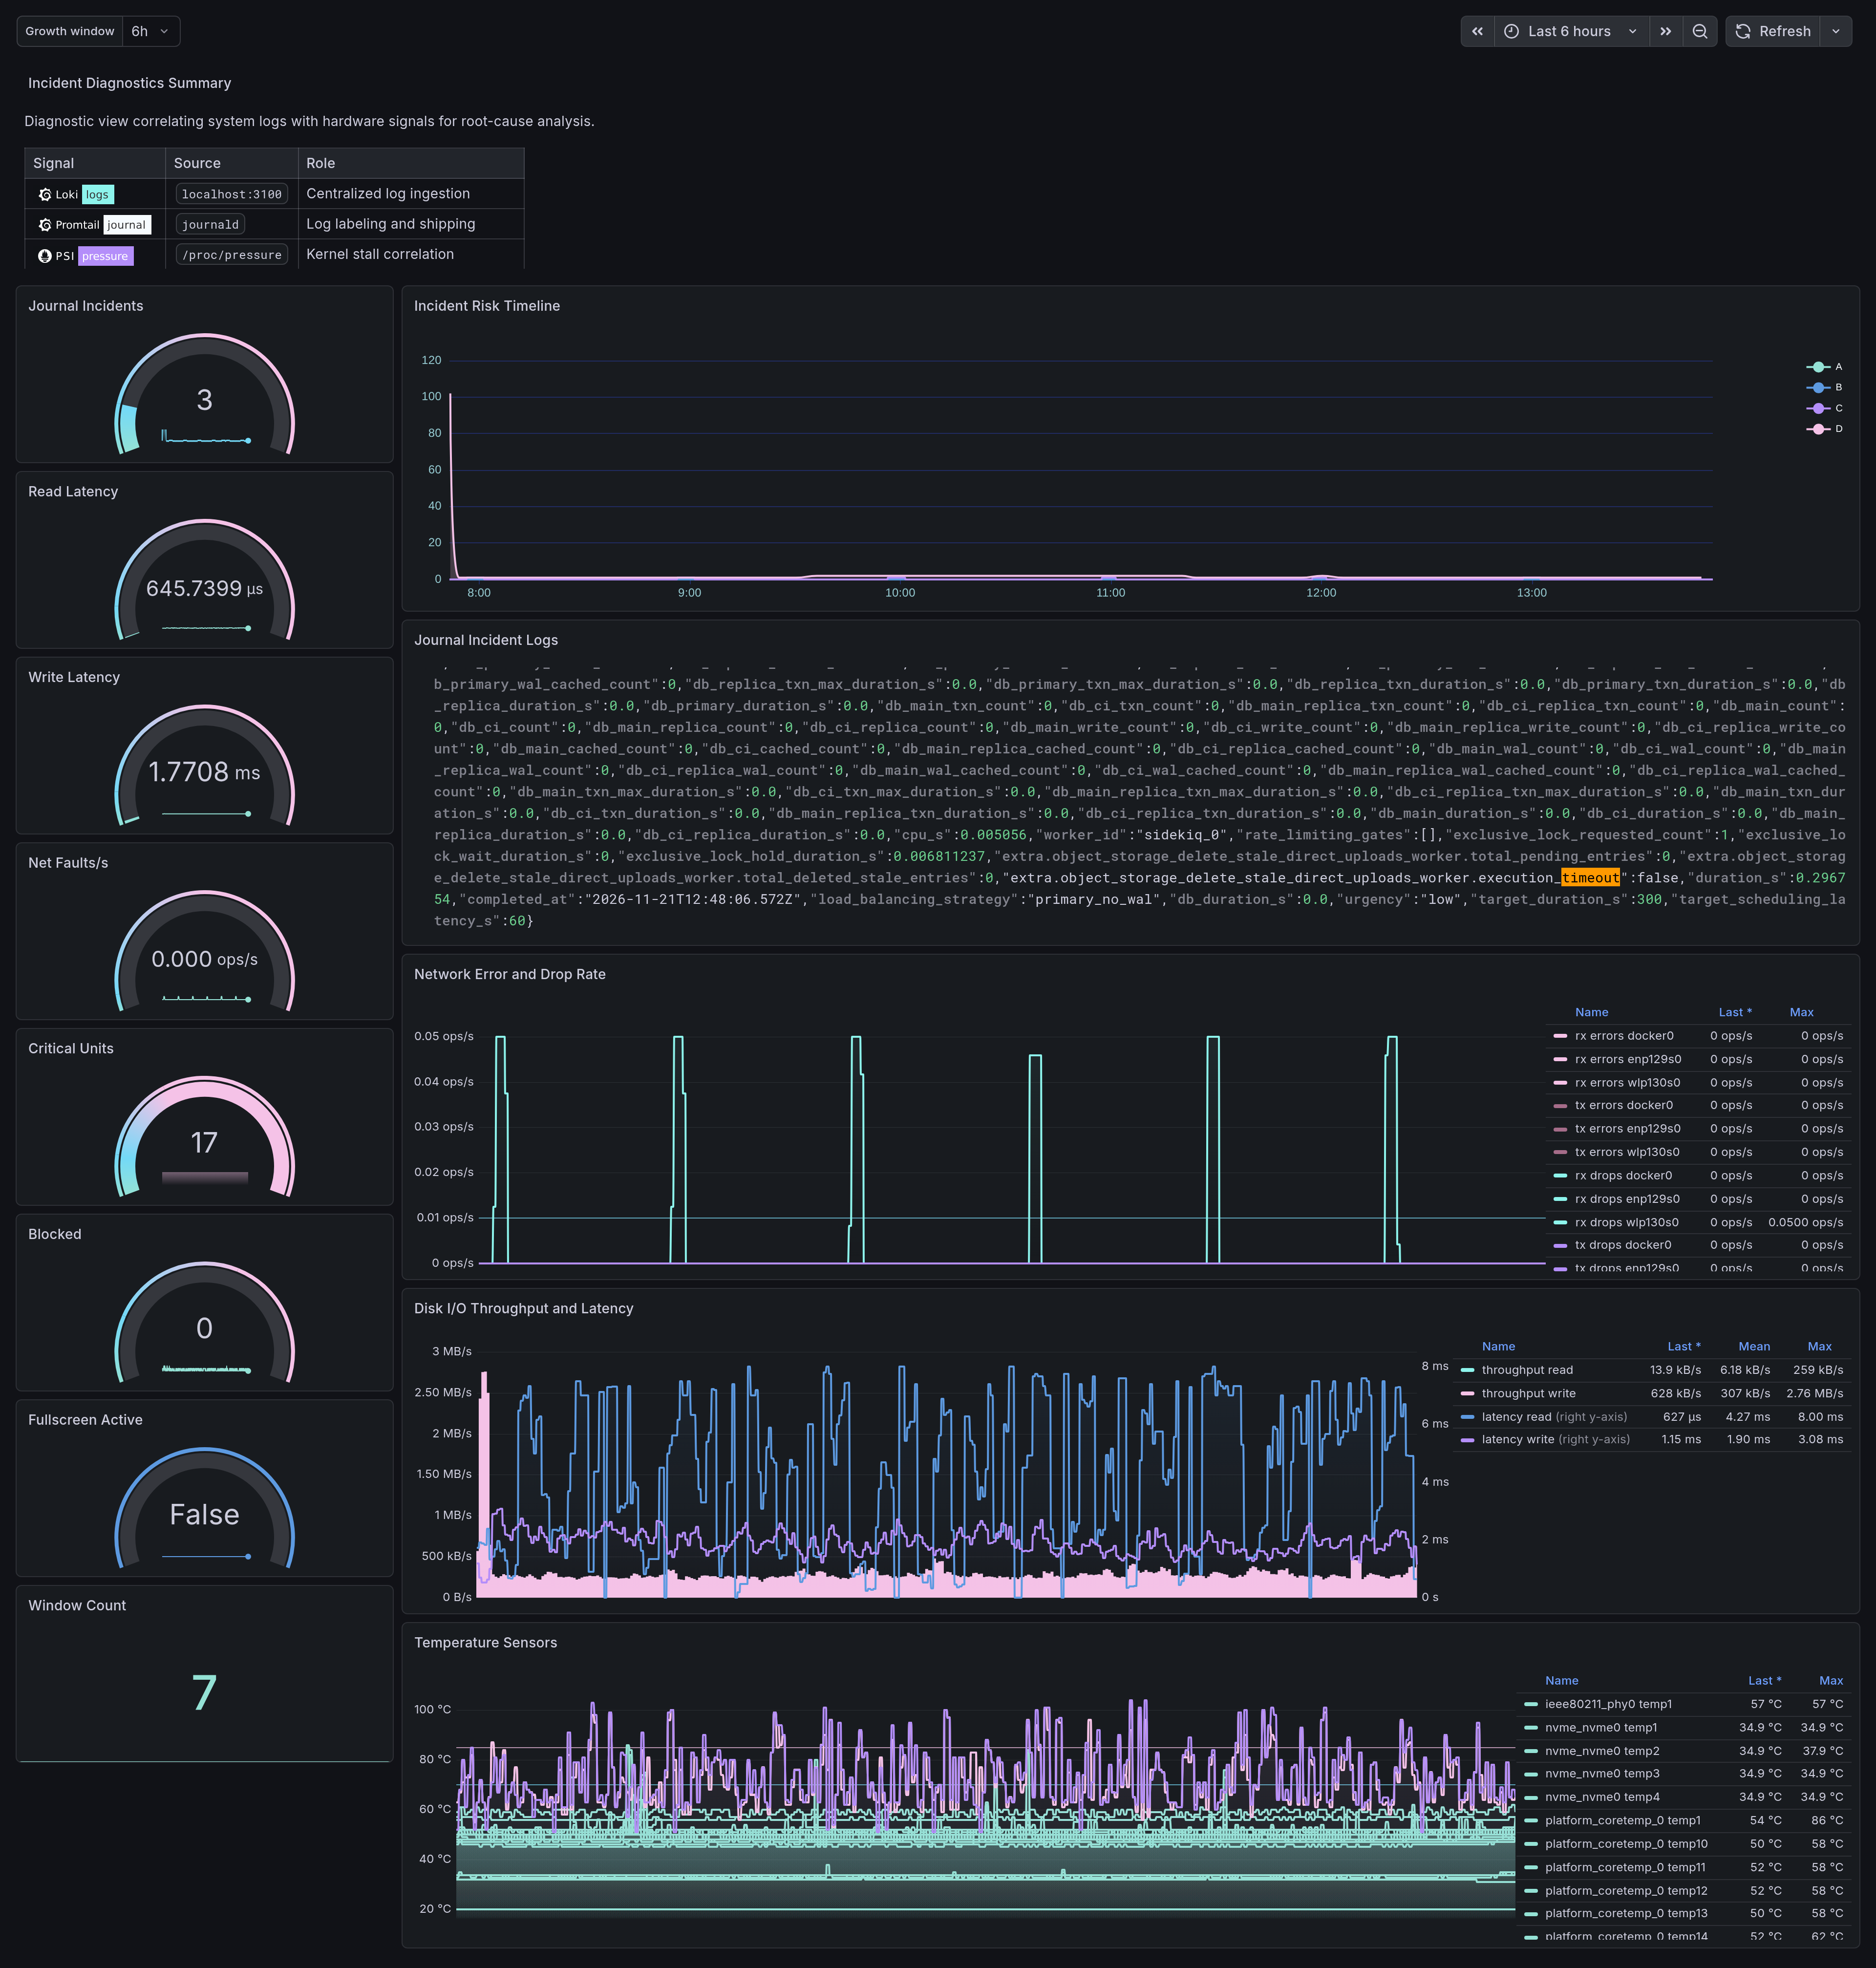 Growth window 6h
Last 6 hours
Refresh
Incident Diagnostics Summary
Diagnostic view correlating system logs with hardware signals for root-cause analysis.
Signal Source Role
Loki logs localhost:3100 Centralized log ingestion
Promtail journal journald Log labeling and shipping
PSI pressure /proc/pressure Kernel stall correlation
Journal Incidents
3
Read Latency
645.7399 µs
Write Latency
1.7708 ms
Net Faults/s
0.000 ops/s
Critical Units
17
Blocked
0
Fullscreen Active
False
Window Count
7
Incident Risk Timeline
120
100
80
60
40
20
0
8:00 9:00 10:00 11:00 12:00 13:00
A
B
C
D
Journal Incident Logs
b_primary_wal_cached_count":0,"db_replica_txn_max_duration_s":0.0,"db_primary_txn_max_duration_s":0.0,"db_replica_txn_duration_s":0.0,"db_primary_txn_duration_s":0.0,"db
_replica_duration_s":0.0,"db_primary_duration_s":0.0,"db_main_txn_count":0,"db_ci_txn_count":0,"db_main_replica_txn_count":0,"db_ci_replica_txn_count":0,"db_main_count":
0,"db_ci_count":0,"db_main_replica_count":0,"db_ci_replica_count":0,"db_main_write_count":0,"db_ci_write_count":0,"db_main_replica_write_count":0,"db_ci_replica_write_co
unt":0,"db_main_cached_count":0,"db_ci_cached_count":0,"db_main_replica_cached_count":0,"db_ci_replica_cached_count":0,"db_main_wal_count":0,"db_ci_wal_count":0,"db_main
_replica_wal_count":0,"db_ci_replica_wal_count":0,"db_main_wal_cached_count":0,"db_ci_wal_cached_count":0,"db_main_replica_wal_cached_count":0,"db_ci_replica_wal_cached_
count":0,"db_main_txn_max_duration_s":0.0,"db_ci_txn_max_duration_s":0.0,"db_main_replica_txn_max_duration_s":0.0,"db_ci_replica_txn_max_duration_s":0.0,"db_main_txn_dur
ation_s":0.0,"db_ci_txn_duration_s":0.0,"db_main_replica_txn_duration_s":0.0,"db_ci_replica_txn_duration_s":0.0,"db_main_duration_s":0.0,"db_ci_duration_s":0.0,"db_main_
replica_duration_s":0.0,"db_ci_replica_duration_s":0.0,"cpu_s":0.005056,"worker_id":"sidekiq_0","rate_limiting_gates":[],"exclusive_lock_requested_count":1,"exclusive_lo
ck_wait_duration_s":0,"exclusive_lock_hold_duration_s":0.006811237,"extra.object_storage_delete_stale_direct_uploads_worker.total_pending_entries":0,"extra.object_storag
e_delete_stale_direct_uploads_worker.total_deleted_stale_entries":0,"extra.object_storage_delete_stale_direct_uploads_worker.execution_timeout":false,"duration_s":0.2967
54,"completed_at":"2026-11-21T12:48:06.572Z","load_balancing_strategy":"primary_no_wal","db_duration_s":0.0,"urgency":"low","target_duration_s":300,"target_scheduling_la
tency_s":60}
Network Error and Drop Rate
0.05 ops/s
0.04 ops/s
0.03 ops/s
0.02 ops/s
0.01 ops/s
0 ops/s
Name Last * Max
rx errors docker0 0 ops/s 0 ops/s
rx errors enp129s0 0 ops/s 0 ops/s
rx errors wlp130s0 0 ops/s 0 ops/s
tx errors docker0 0 ops/s 0 ops/s
tx errors enp129s0 0 ops/s 0 ops/s
tx errors wlp130s0 0 ops/s 0 ops/s
rx drops docker0 0 ops/s 0 ops/s
rx drops enp129s0 0 ops/s 0 ops/s
rx drops wlp130s0 0 ops/s 0.0500 ops/s
tx drops docker0 0 ops/s 0 ops/s
tx drops enp129s0 0 ops/s 0 ops/s
Disk I/O Throughput and Latency
3 MB/s
2.50 MB/s
2 MB/s
1.50 MB/s
1 MB/s
500 kB/s
0 B/s
8 ms
6 ms
4 ms
2 ms
0 s
Name Last * Mean Max
throughput read 13.9 kB/s 6.18 kB/s 259 kB/s
throughput write 628 kB/s 307 kB/s 2.76 MB/s
latency read (right y-axis) 627 µs 4.27 ms 8.00 ms
latency write (right y-axis) 1.15 ms 1.90 ms 3.08 ms
Temperature Sensors
100 °C
80 °C
60 °C
40 °C
20 °C
Name Last * Max
ieee80211_phy0 temp1 57 °C 57 °C
nvme_nvme0 temp1 34.9 °C 34.9 °C
nvme_nvme0 temp2 34.9 °C 37.9 °C
nvme_nvme0 temp3 34.9 °C 34.9 °C
nvme_nvme0 temp4 34.9 °C 34.9 °C
platform_coretemp_0 temp1 54 °C 86 °C
platform_coretemp_0 temp10 50 °C 58 °C
platform_coretemp_0 temp11 52 °C 58 °C
platform_coretemp_0 temp12 52 °C 58 °C
platform_coretemp_0 temp13 50 °C 58 °C
platform_coretemp_0 temp14 52 °C 62 °C